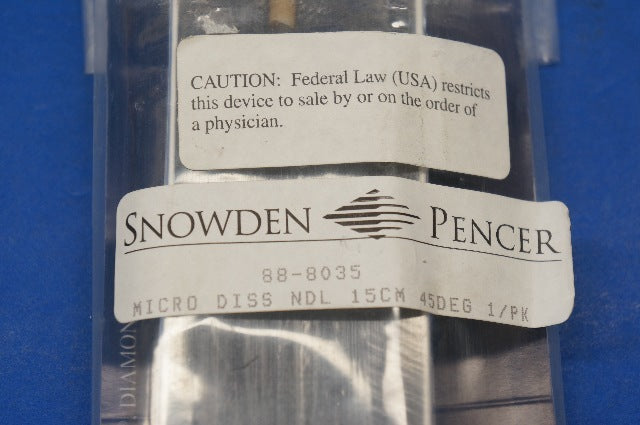 CAUTION: Federal Law (USA) restricts
this device to sale by or on the order of
a physician.
SNOWDEN PENCER
88-8035
MICRO DISS NDL 15CM 45DEG 1/PK
DIAMON